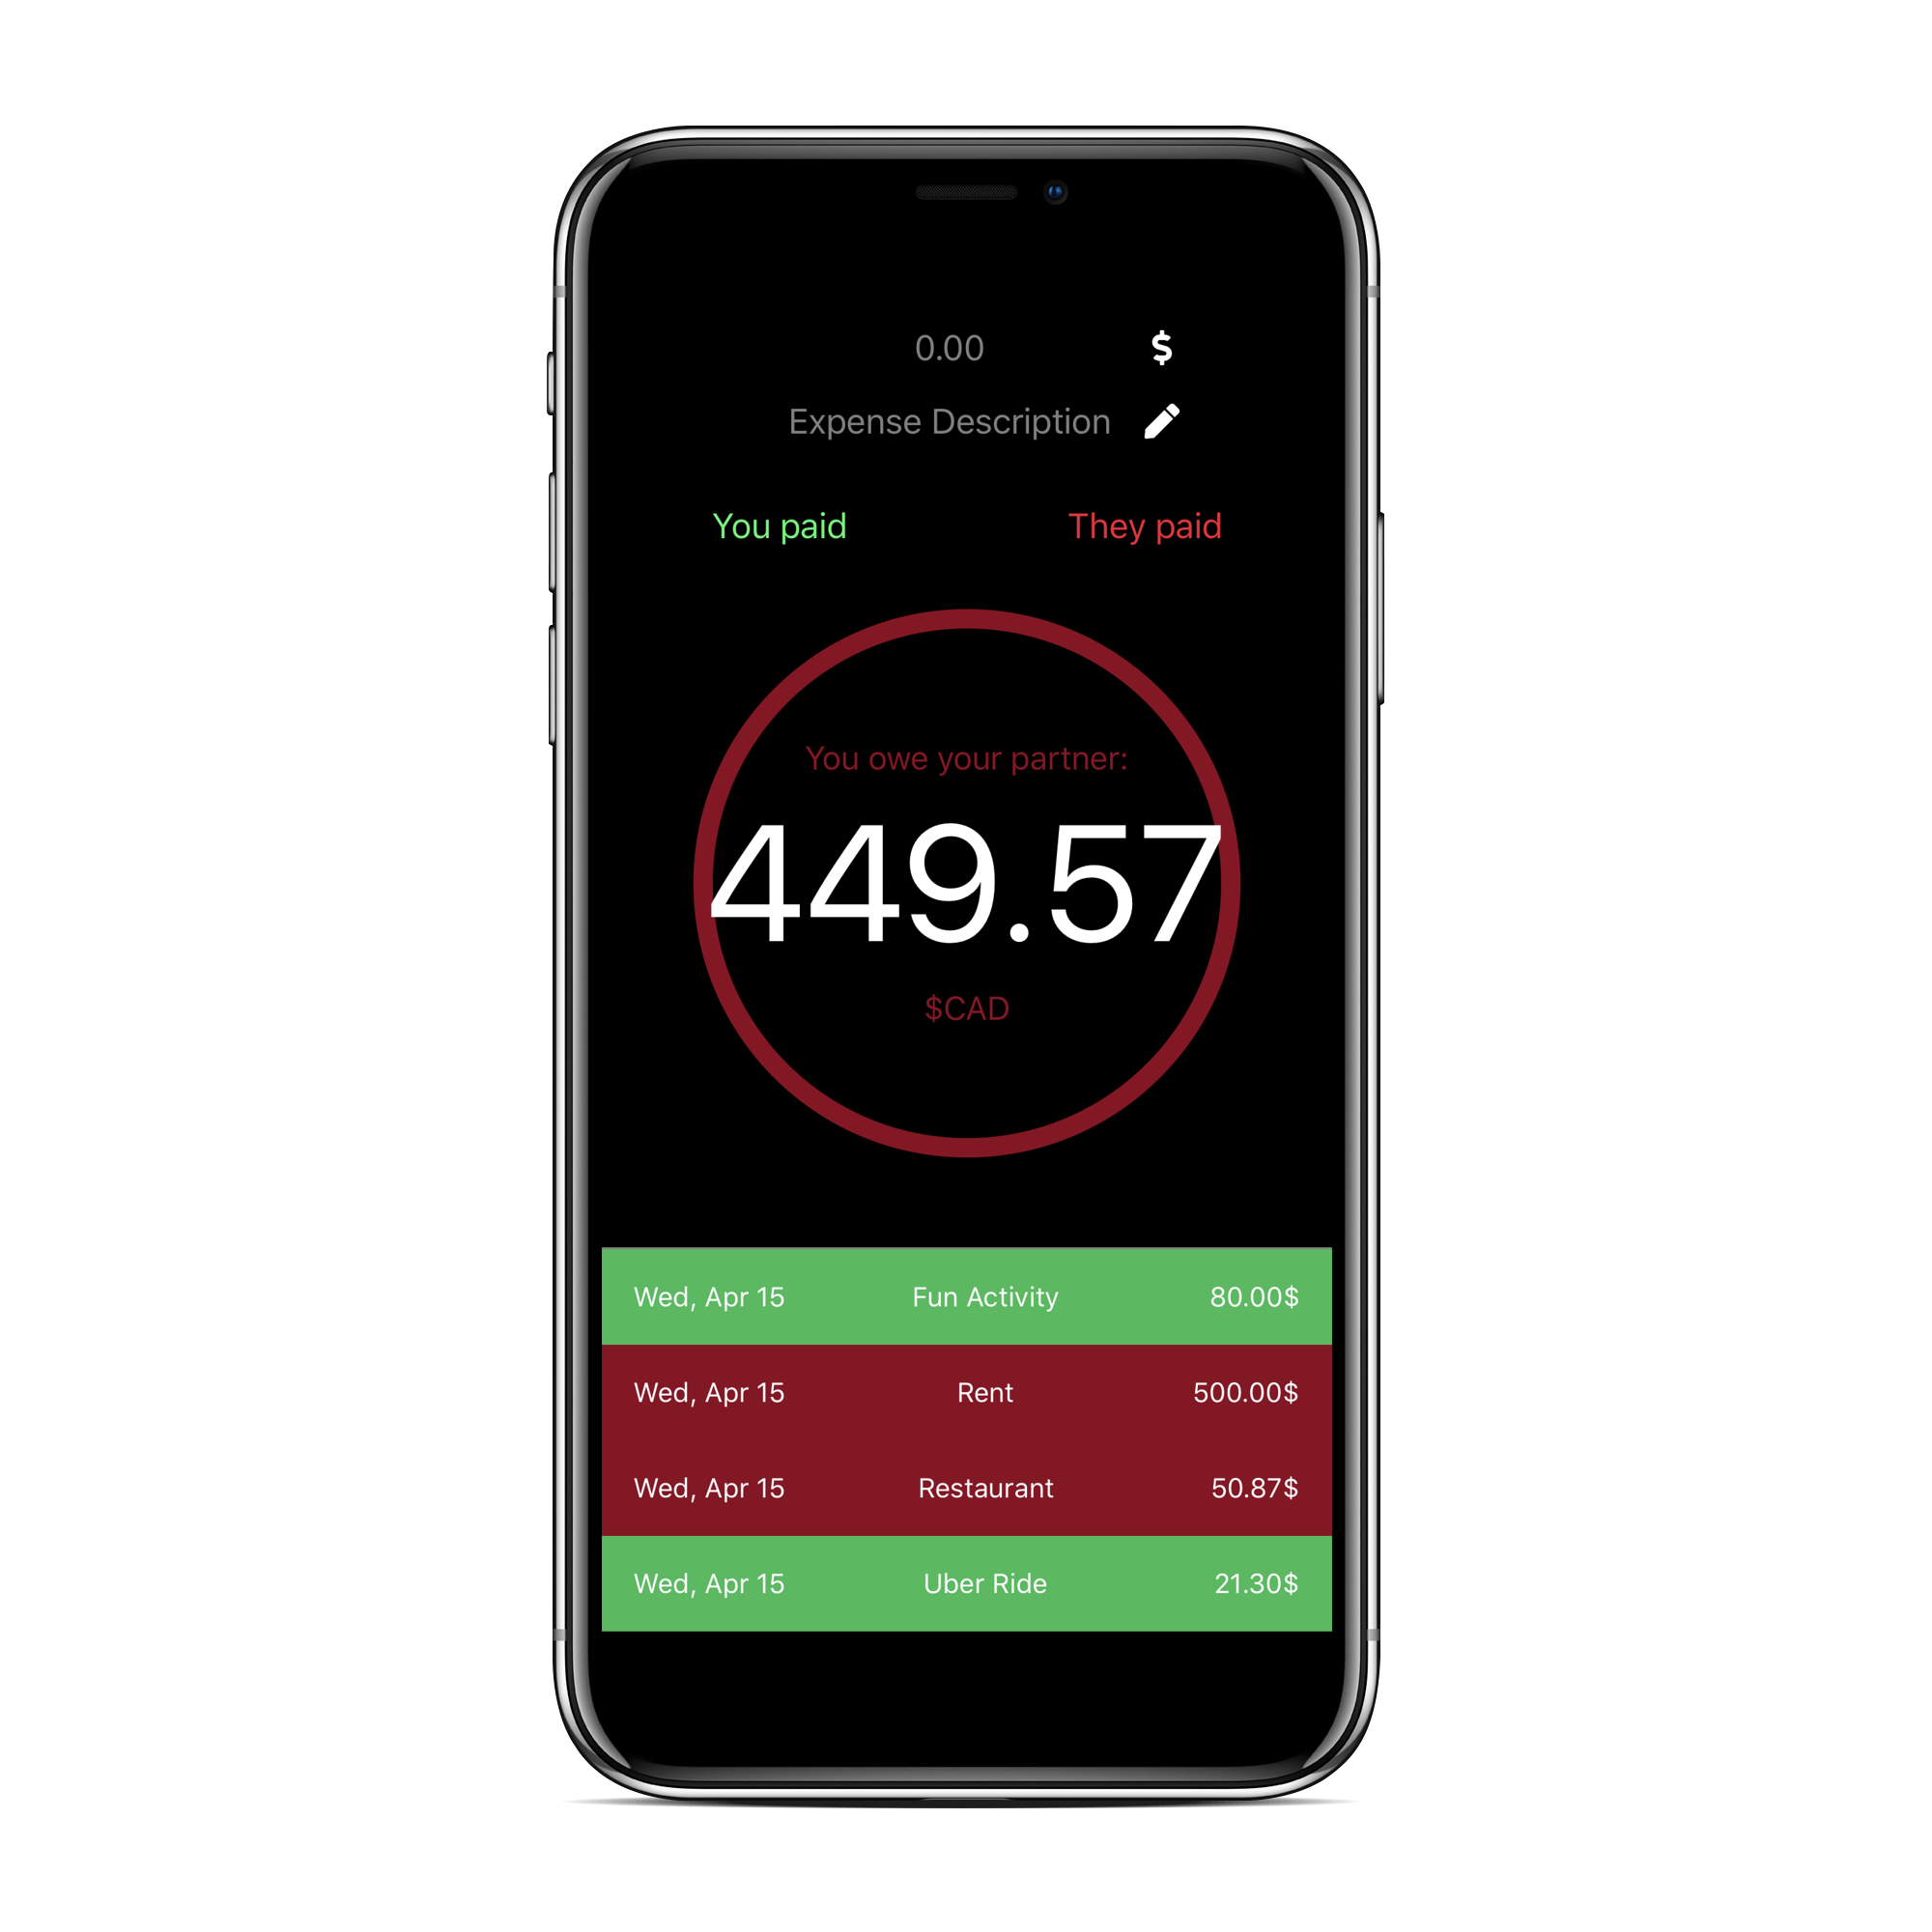 0.00 $
Expense Description
You paid They paid
You owe your partner:
449.57
$CAD
Wed, Apr 15 Fun Activity 80.00$
Wed, Apr 15 Rent 500.00$
Wed, Apr 15 Restaurant 50.87$
Wed, Apr 15 Uber Ride 21.30$